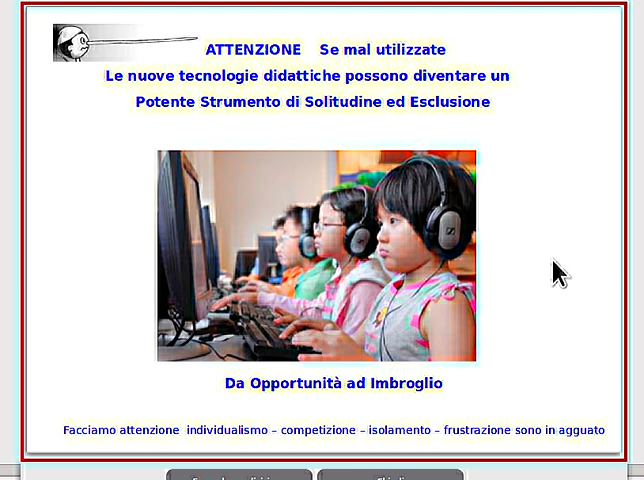 ATTENZIONE Se mal utilizzate
Le nuove tecnologie didattiche possono diventare un
Potente Strumento di Solitudine ed Esclusione
Da Opportunità ad Imbroglio
Facciamo attenzione individualismo – competizione – isolamento – frustrazione sono in agguato